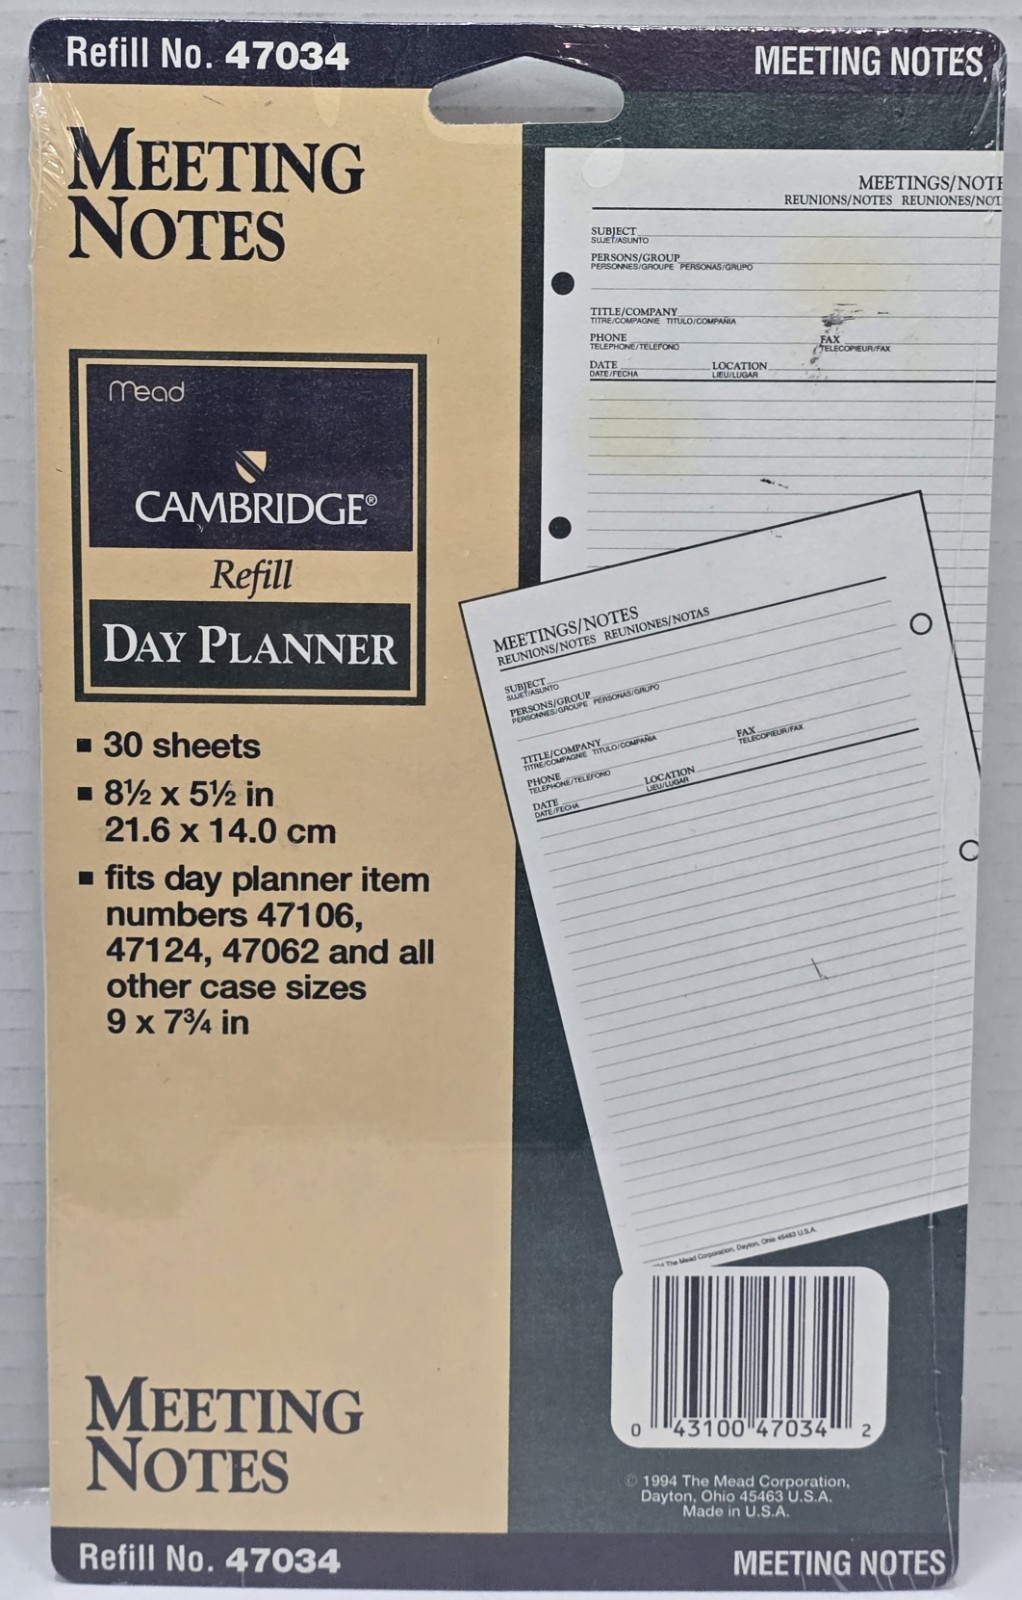 Refill No. 47034
MEETING NOTES
MEETING
NOTES
Mead
CAMBRIDGE®
Refill
DAY PLANNER
■ 30 sheets
■ 8½ x 5½ in
21.6 x 14.0 cm
■ fits day planner item
numbers 47106,
47124, 47062 and all
other case sizes
9 x 7¾ in
MEETINGS/NOTE
REUNIONS/NOTES REUNIONES/NOT
SUBJECT
SUJET/ASUNTO
PERSONS/GROUP
PERSONNES/GROUPE PERSONAS/GRUPO
TITLE/COMPANY
TITRE/COMPAGNIE TITULO/COMPAÑIA
PHONE FAX
TELEPHONE/TELEFONO TELECOPIEUR/FAX
DATE LOCATION
DATE/FECHA LIEU/LUGAR
MEETINGS/NOTES
REUNIONS/NOTES REUNIONES/NOTAS
SUBJECT
SUJET/ASUNTO
PERSONS/GROUP
PERSONNES/GROUPE PERSONAS/GRUPO
TITLE/COMPANY
TITRE/COMPAGNIE TITULO/COMPAÑIA
PHONE FAX
TELEPHONE/TELEFONO TELECOPIEUR/FAX
DATE LOCATION
DATE/FECHA LIEU/LUGAR
The Mead Corporation, Dayton, Ohio 45463 U.S.A.
0 43100 47034 2
© 1994 The Mead Corporation,
Dayton, Ohio 45463 U.S.A.
Made in U.S.A.
MEETING
NOTES
Refill No. 47034
MEETING NOTES